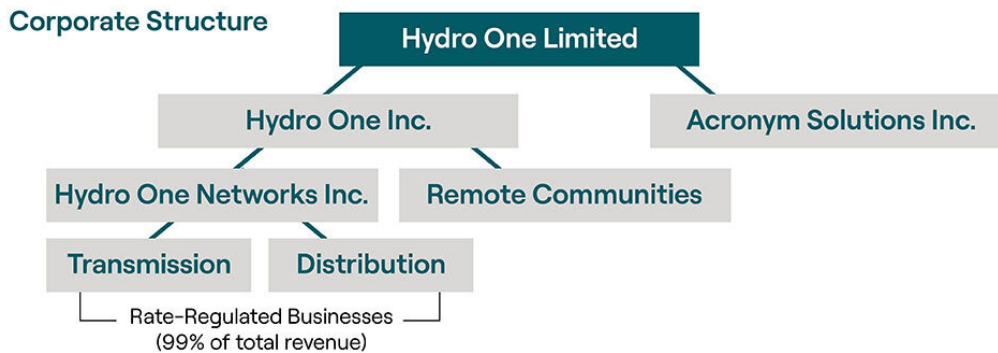 Corporate Structure
Hydro One Limited
Hydro One Inc.
Acronym Solutions Inc.
Hydro One Networks Inc.
Remote Communities
Transmission
Distribution
Rate-Regulated Businesses
(99% of total revenue)